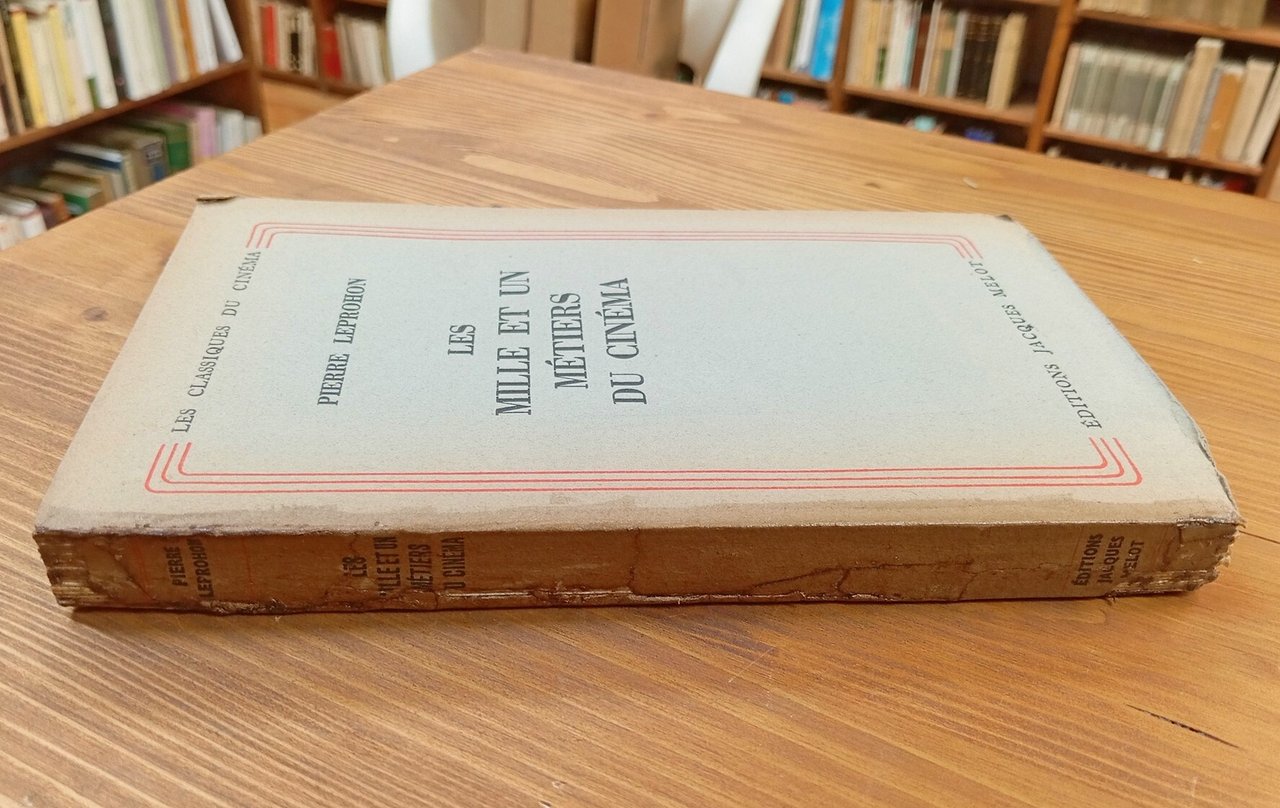 LES CLASSIQUES DU CINÉMA
PIERRE LEPROHON
LES
MILLE ET UN
MÉTIERS
DU CINÉMA
ÉDITIONS JACQUES MELOT
PIERRE
LEPROHON
LES
MILLE ET UN
MÉTIERS
DU CINÉMA
ÉDITIONS
JACQUES
MELOT